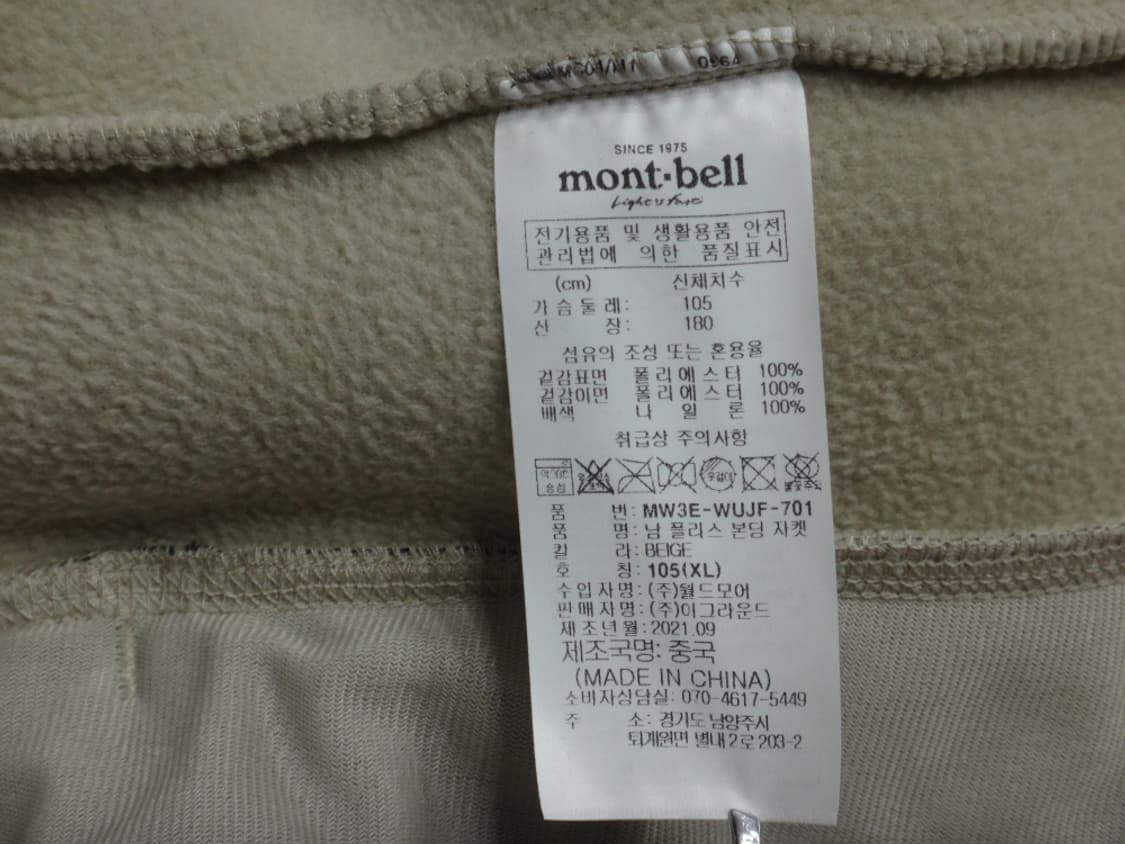 0964
SINCE 1975
mont·bell
Light & Fast
전기용품 및 생활용품 안전
관리법에 의한 품질표시
(cm) 신체치수
가슴둘레: 105
신 장: 180
섬유의 조성 또는 혼용율
겉감표면 폴리에스터 100%
겉감이면 폴리에스터 100%
배색 나일론 100%
취급상 주의사항
품 번: MW3E-WUJF-701
품 명: 남 플리스 본딩 자켓
컬 라: BEIGE
호 칭: 105(XL)
수입자명: (주)월드모어
판매자명: (주)이그라운드
제조년월: 2021.09
제조국명: 중국
(MADE IN CHINA)
소비자상담실: 070-4617-5449
주 소: 경기도 남양주시
퇴계원면 별내2로 203-2